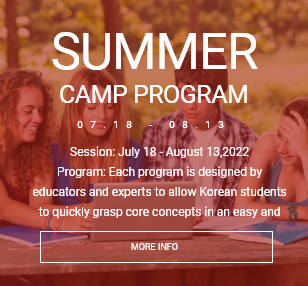 SUMMER
CAMP PROGRAM
07.18 - 08.13
Session: July 18 - August 13,2022
Program: Each program is designed by
educators and experts to allow Korean students
to quickly grasp core concepts in an easy and
MORE INFO